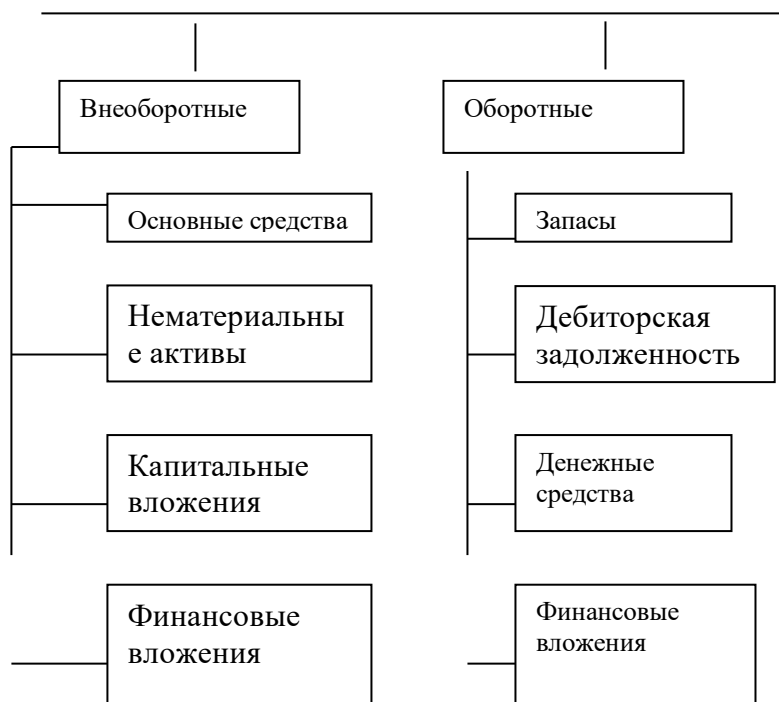 Внеоборотные
Оборотные
Основные средства
Запасы
Нематериальны
е активы
Дебиторская
задолженность
Капитальные
вложения
Денежные
средства
Финансовые
вложения
Финансовые
вложения